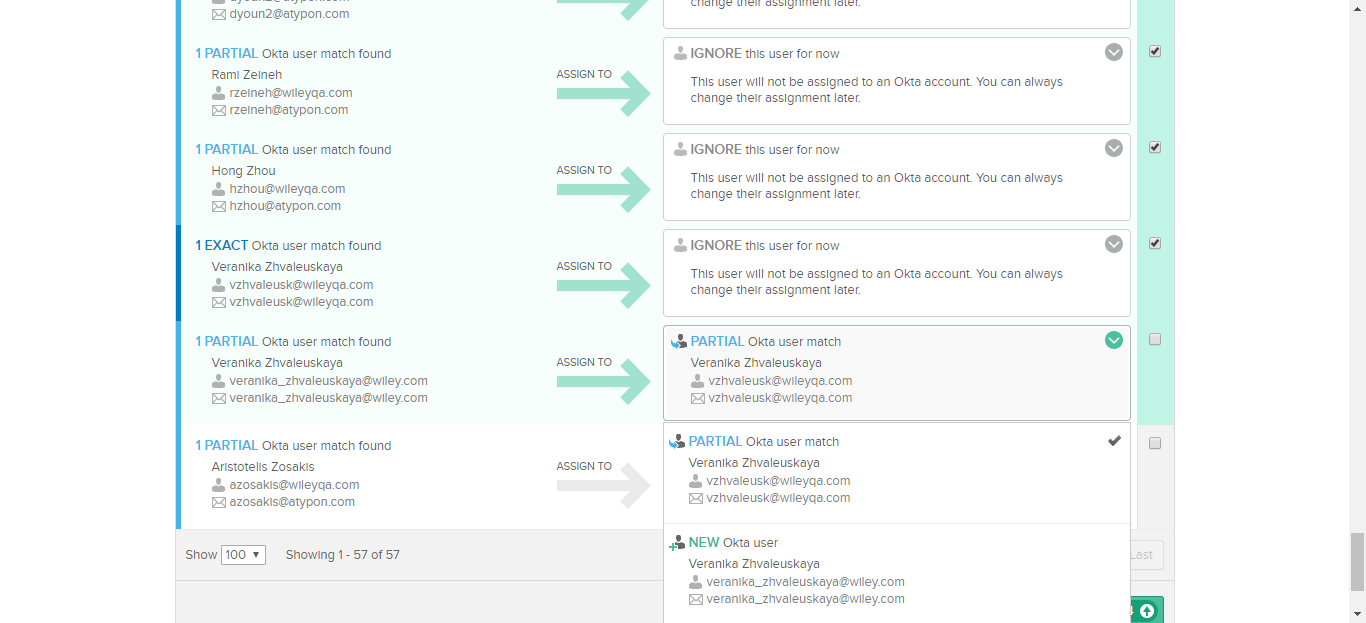 dyoun2@atypon.com
change their assignment later.
1 PARTIAL Okta user match found
Rami Zeineh
rzeineh@wileyqa.com
rzeineh@atypon.com
ASSIGN TO
IGNORE this user for now
This user will not be assigned to an Okta account. You can always
change their assignment later.
1 PARTIAL Okta user match found
Hong Zhou
hzhou@wileyqa.com
hzhou@atypon.com
ASSIGN TO
IGNORE this user for now
This user will not be assigned to an Okta account. You can always
change their assignment later.
1 EXACT Okta user match found
Veranika Zhvaleuskaya
vzhvaleusk@wileyqa.com
vzhvaleusk@wileyqa.com
ASSIGN TO
IGNORE this user for now
This user will not be assigned to an Okta account. You can always
change their assignment later.
1 PARTIAL Okta user match found
Veranika Zhvaleuskaya
veranika_zhvaleuskaya@wiley.com
veranika_zhvaleuskaya@wiley.com
ASSIGN TO
PARTIAL Okta user match
Veranika Zhvaleuskaya
vzhvaleusk@wileyqa.com
vzhvaleusk@wileyqa.com
1 PARTIAL Okta user match found
Aristotelis Zosakis
azosakis@wileyqa.com
azosakis@atypon.com
ASSIGN TO
PARTIAL Okta user match
Veranika Zhvaleuskaya
vzhvaleusk@wileyqa.com
vzhvaleusk@wileyqa.com
NEW Okta user
Veranika Zhvaleuskaya
veranika_zhvaleuskaya@wiley.com
veranika_zhvaleuskaya@wiley.com
Show 100 Showing 1 - 57 of 57
Last